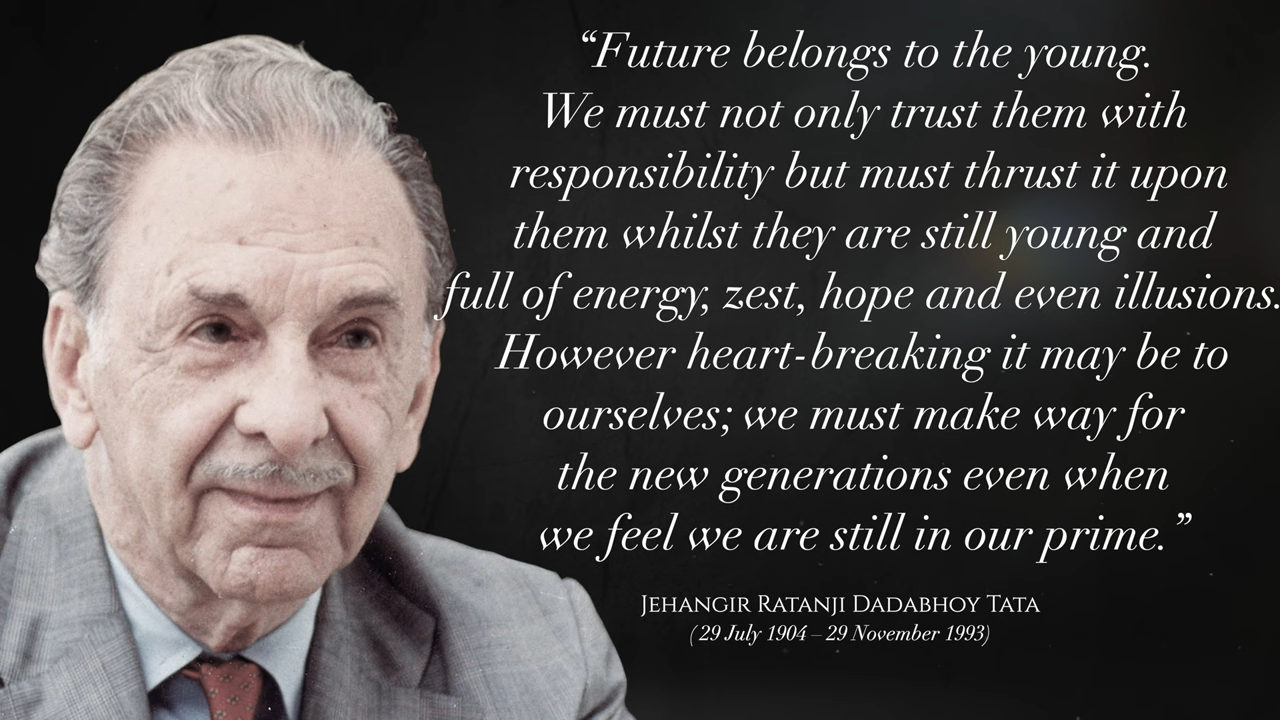 “Future belongs to the young.
We must not only trust them with
responsibility but must thrust it upon
them whilst they are still young and
full of energy, zest, hope and even illusions.
However heart-breaking it may be to
ourselves; we must make way for
the new generations even when
we feel we are still in our prime.”
Jehangir Ratanji Dadabhoy Tata
(29 July 1904 – 29 November 1993)